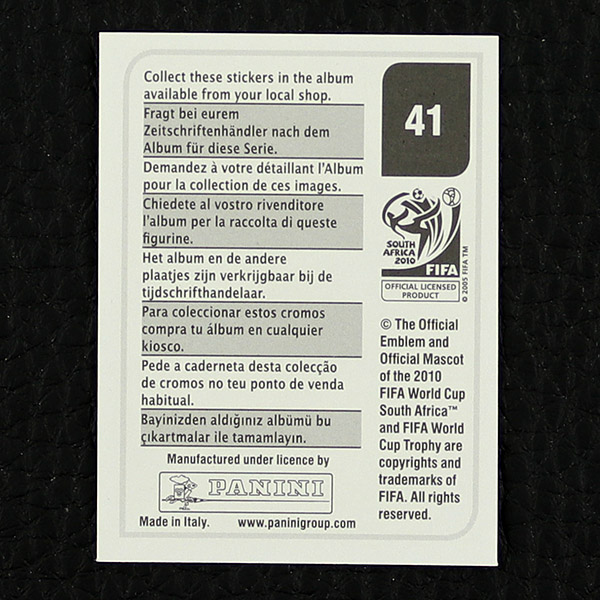 Collect these stickers in the album
available from your local shop.
Fragt bei eurem
Zeitschriftenhändler nach dem
Album für diese Serie.
Demandez à votre détaillant l'Album
pour la collection de ces images.
Chiedete al vostro rivenditore
l'album per la raccolta di queste
figurine.
Het album en de andere
plaatjes zijn verkrijgbaar bij de
tijdschrifthandelaar.
Para coleccionar estos cromos
compra tu álbum en cualquier
kiosco.
Pede a caderneta desta colecção
de cromos no teu ponto de venda
habitual.
Bayinizden aldığınız albümü bu
çıkartmalar ile tamamlayın.
Manufactured under licence by
PANINI
Made in Italy. www.paninigroup.com
41
SOUTH
AFRICA
2010
FIFA
OFFICIAL LICENSED
PRODUCT
© 2005 FIFA TM
© The Official
Emblem and
Official Mascot
of the 2010
FIFA World Cup
South Africa™
and FIFA World
Cup Trophy are
copyrights and
trademarks of
FIFA. All rights
reserved.